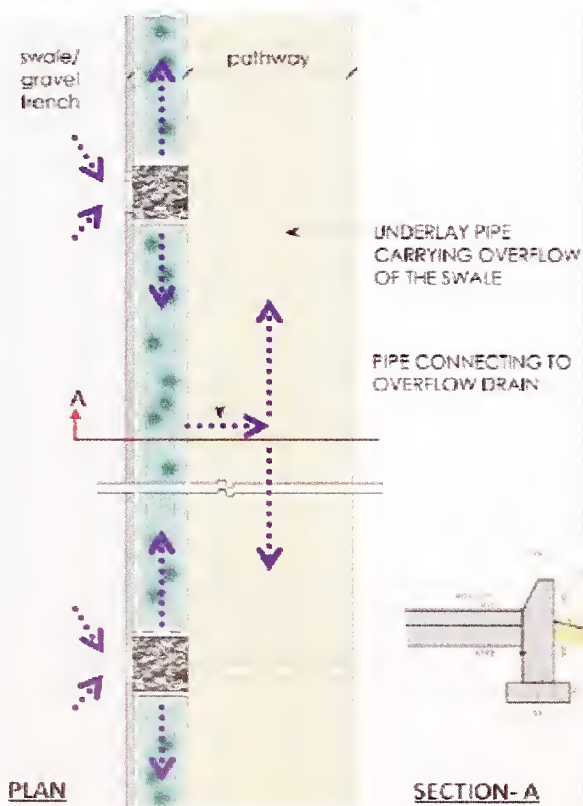 swale/
gravel
trench
pathway
UNDERLAY PIPE
CARRYING OVERFLOW
OF THE SWALE
PIPE CONNECTING TO
OVERFLOW DRAIN
A
PLAN
SECTION- A